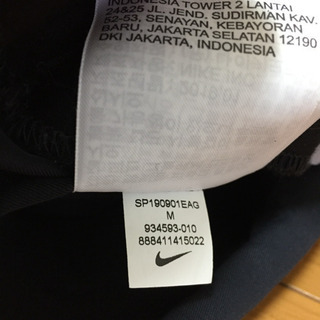 INDONESIA TOWER 2 LANTAI
24&25 JL. JEND. SUDIRMAN KAV.
52-53, SENAYAN, KEBAYORAN
BARU, JAKARTA SELATAN 12190
DKI JAKARTA, INDONESIA
SP190901EAG
M
934593-010
888411415022